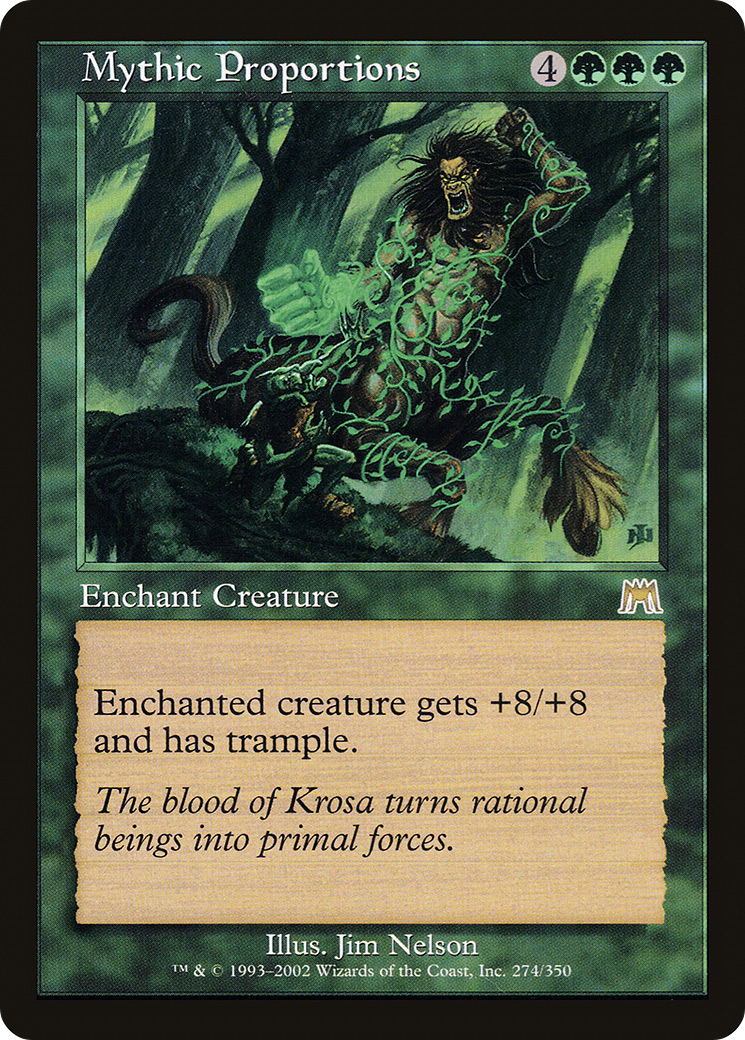 Mythic Proportions 4
Enchant Creature
Enchanted creature gets +8/+8
and has trample.
The blood of Krosa turns rational
beings into primal forces.
Illus. Jim Nelson
™ & © 1993–2002 Wizards of the Coast, Inc. 274/350